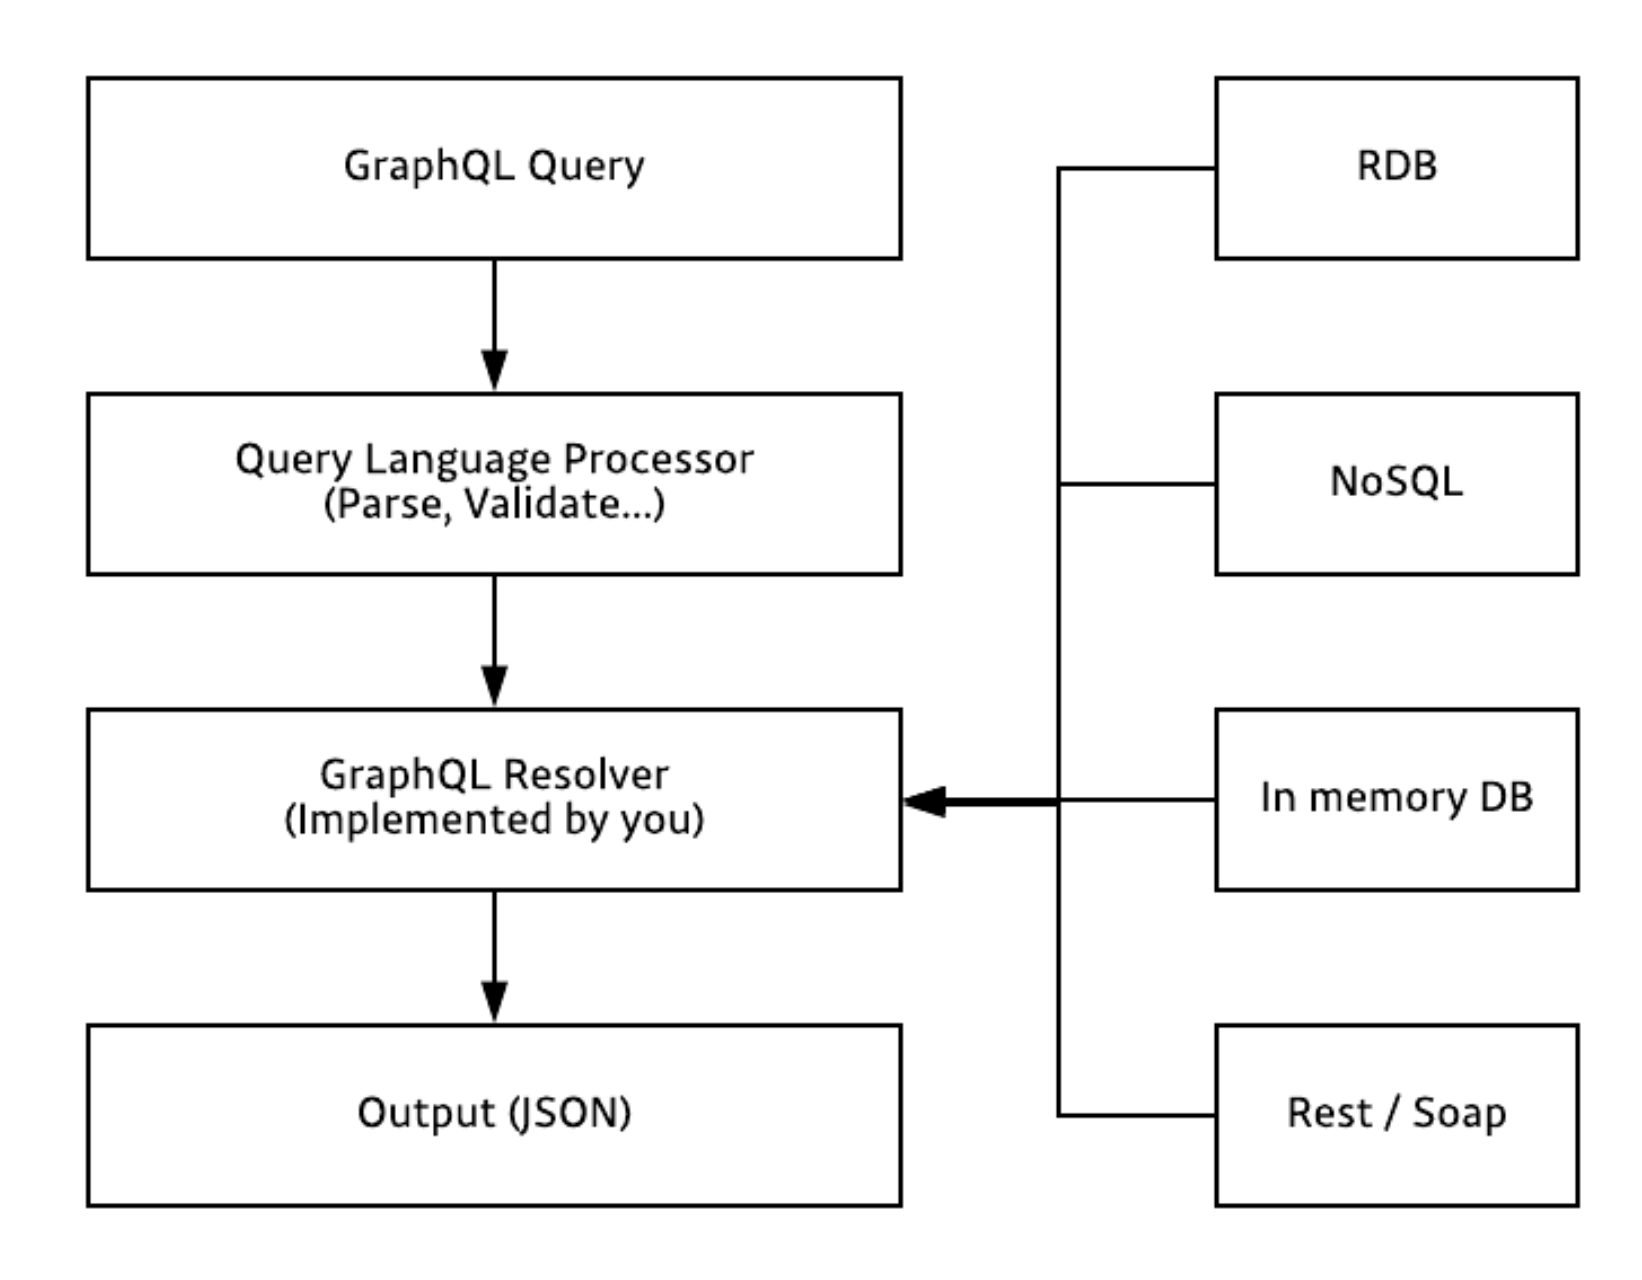 GraphQL Query
Query Language Processor
(Parse, Validate...)
GraphQL Resolver
(Implemented by you)
Output (JSON)
RDB
NoSQL
In memory DB
Rest / Soap